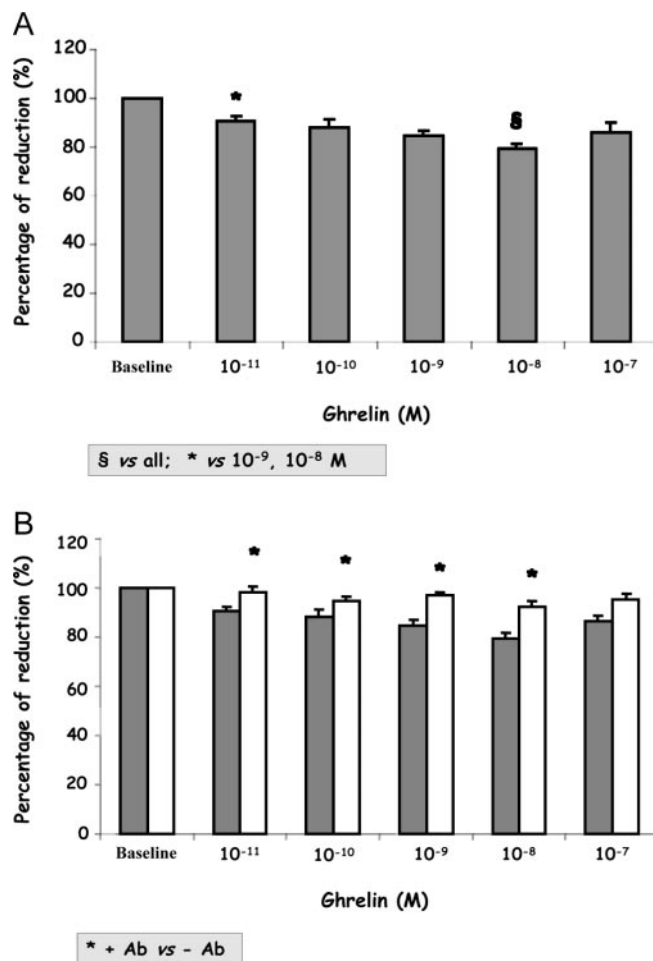 A
Percentage of reduction (%)
120
100
80
60
40
20
0
*
§
Baseline 10⁻¹¹ 10⁻¹⁰ 10⁻⁹ 10⁻⁸ 10⁻⁷
Ghrelin (M)
§ vs all; * vs 10⁻⁹, 10⁻⁸ M
B
Percentage of reduction (%)
120
100
80
60
40
20
0
* * * *
Baseline 10⁻¹¹ 10⁻¹⁰ 10⁻⁹ 10⁻⁸ 10⁻⁷
Ghrelin (M)
* + Ab vs - Ab